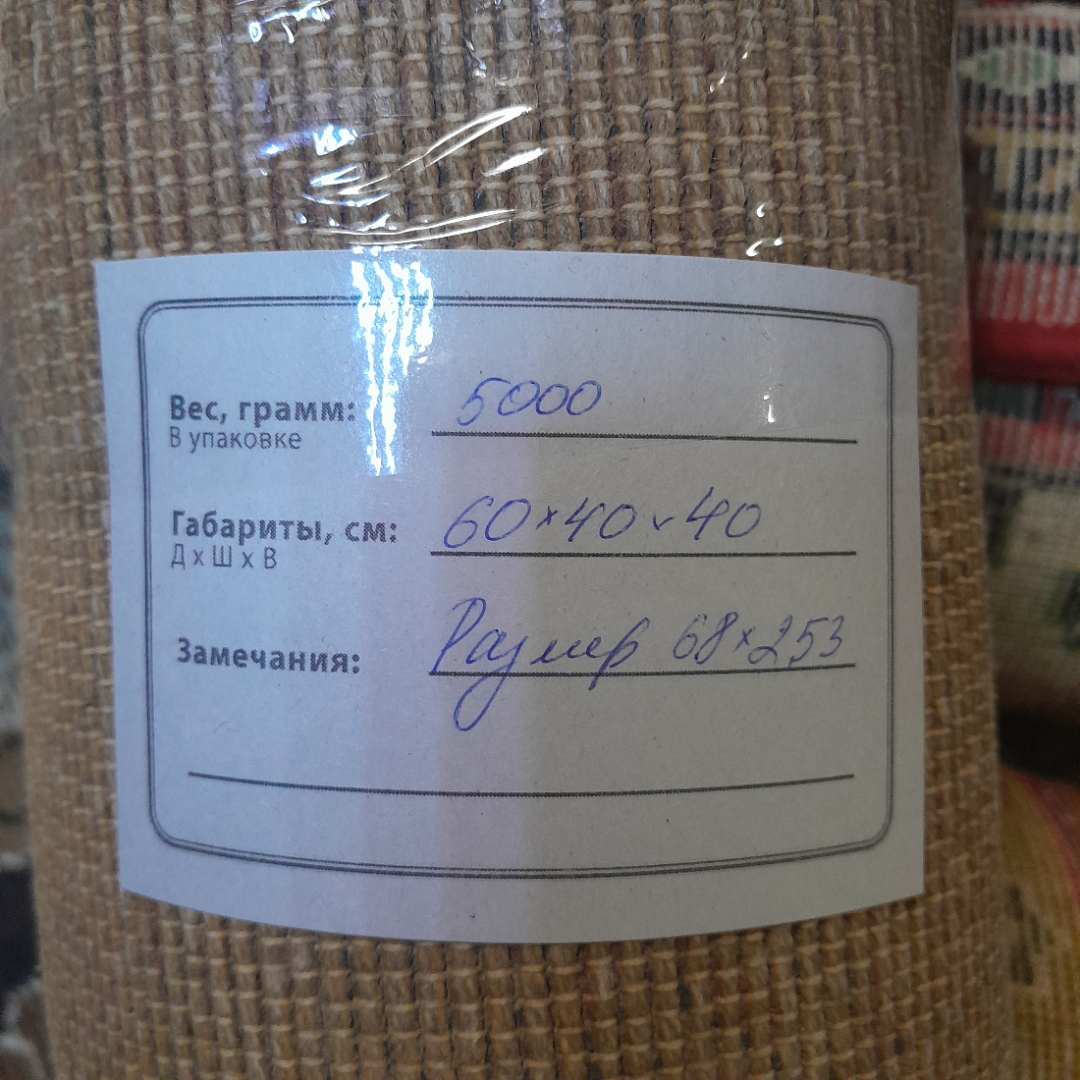 Вес, грамм: 5000
В упаковке
Габариты, см: 60×40×40
Д x Ш x В
Замечания: Размер 68×253